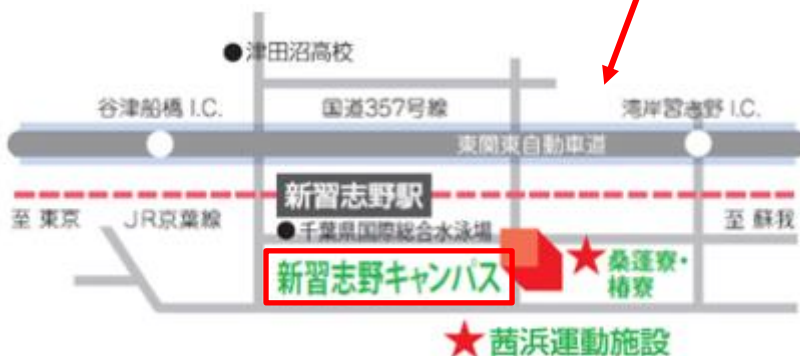 津田沼高校
谷津船橋 I.C.
国道357号線
湾岸習志野 I.C.
東関東自動車道
新習志野駅
至 東京
JR京葉線
至 蘇我
千葉県国際総合水泳場
新習志野キャンパス
桑蓬寮・
椿寮
茜浜運動施設